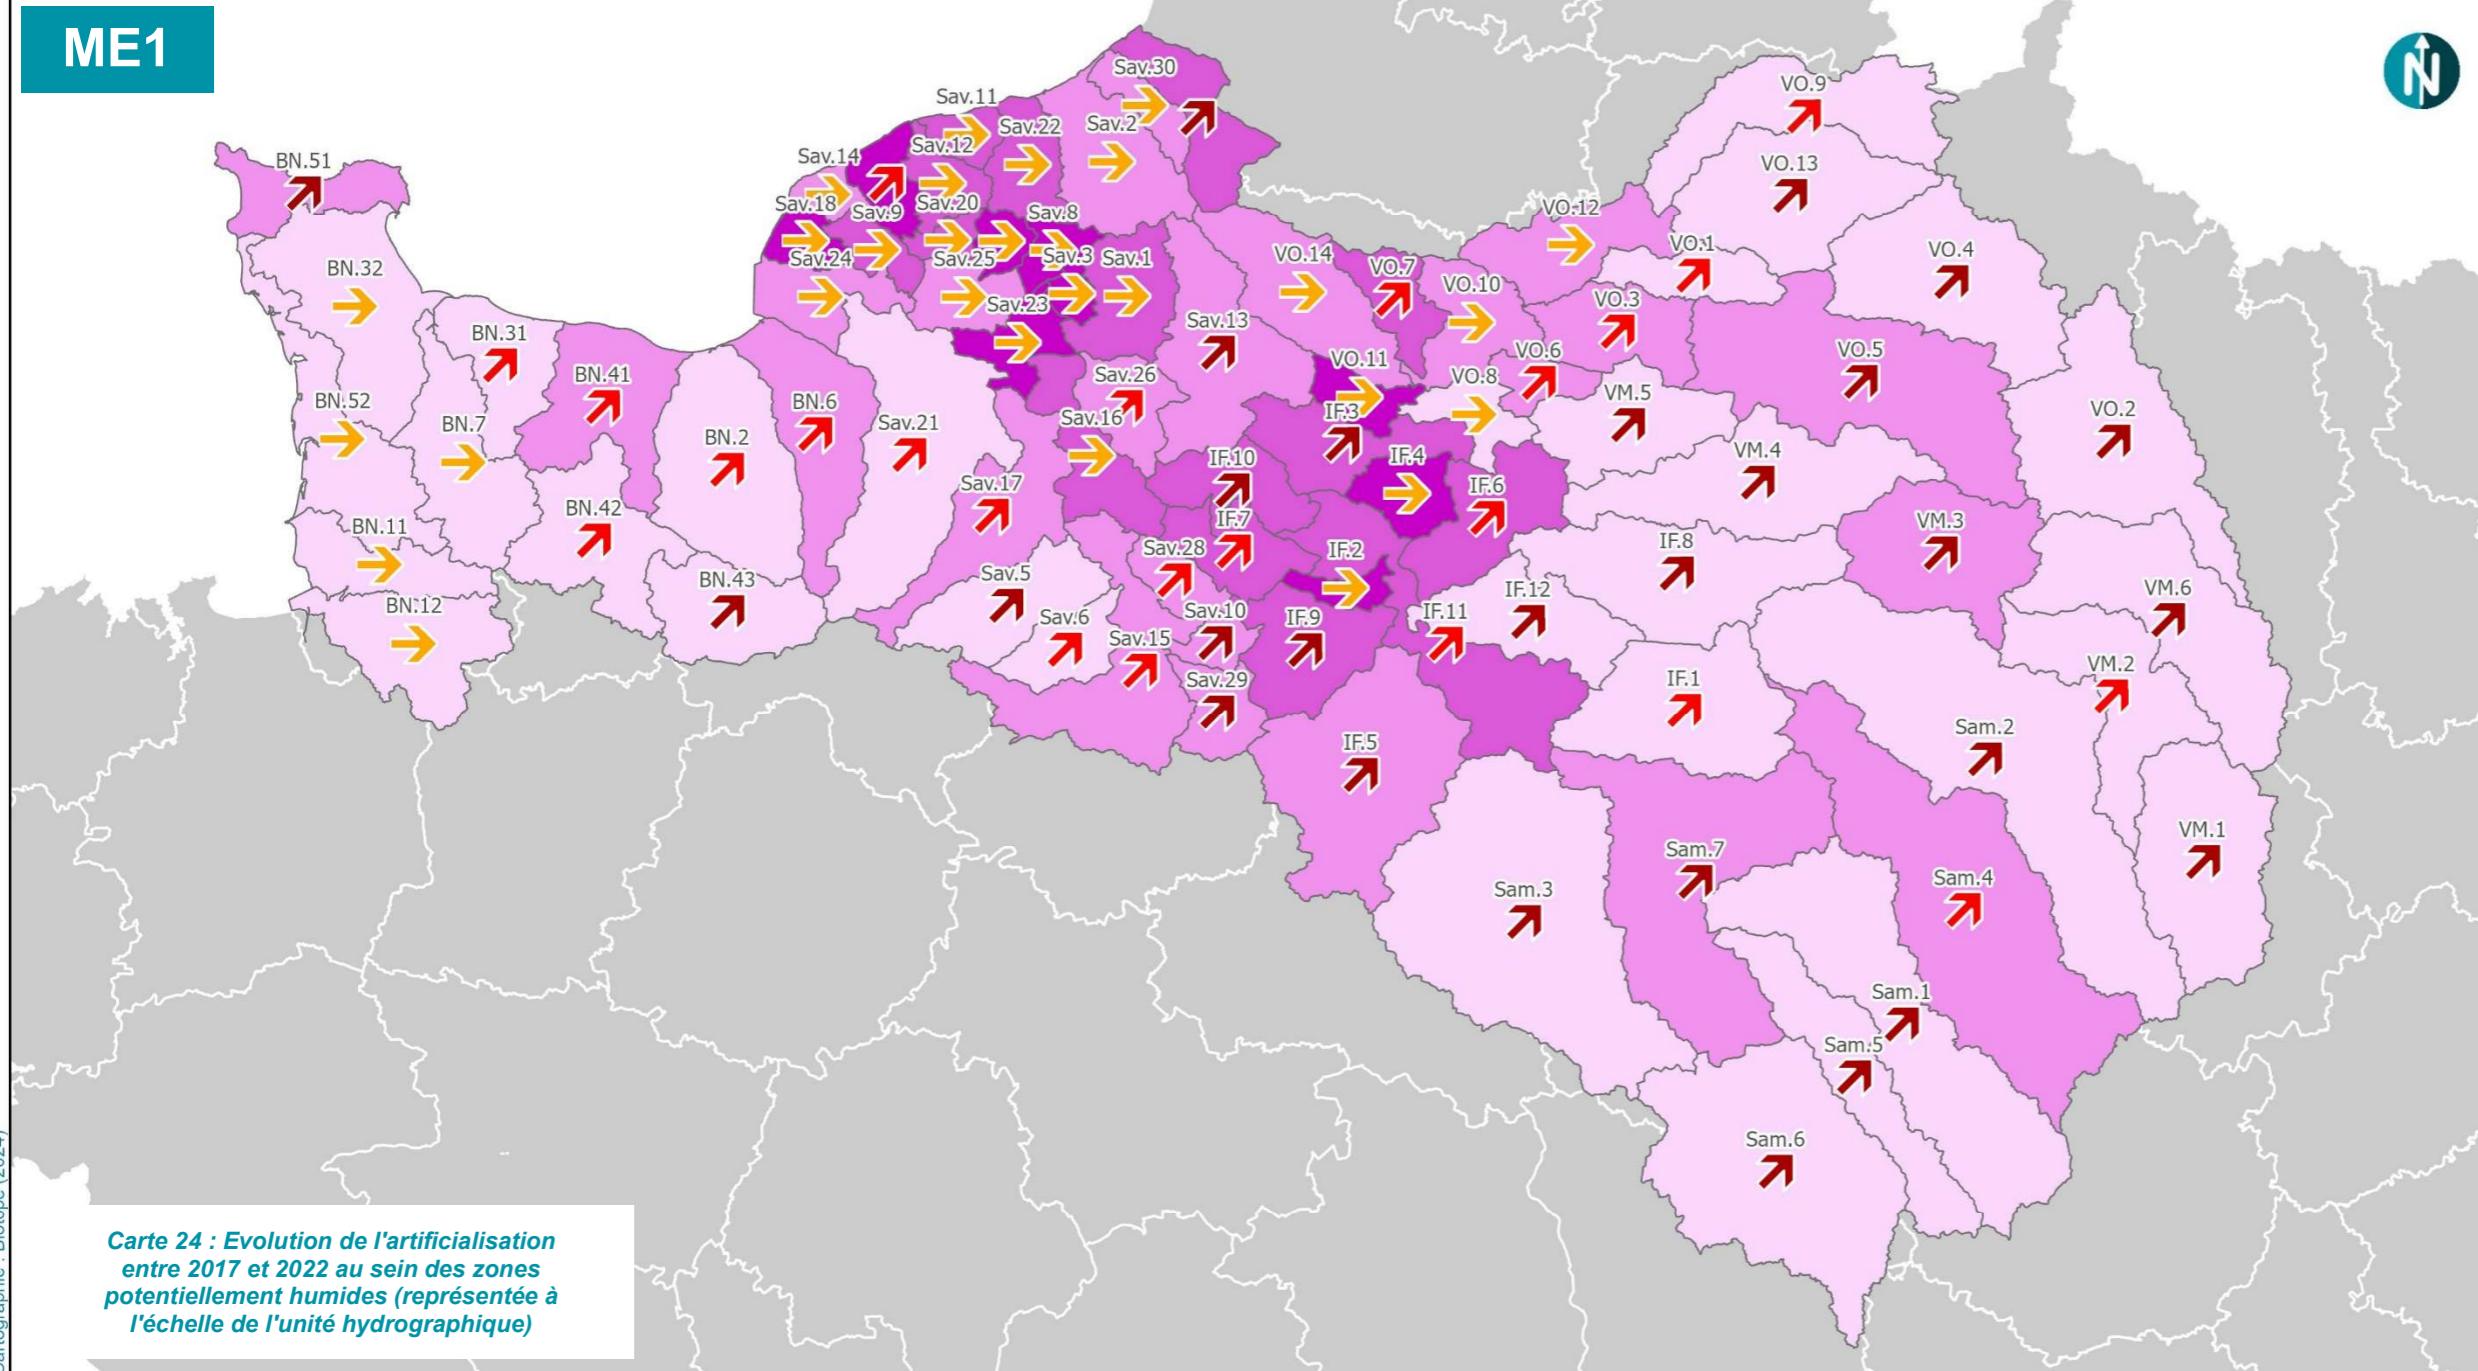 ME1
N
Sav.30
VO.9
Sav.11
Sav.22
Sav.2
Sav.12
Sav.14
BN.51
VO.13
Sav.18
Sav.9
Sav.20
Sav.8
VO.12
VO.1
VO.4
BN.32
Sav.24
Sav.25
Sav.3
Sav.1
VO.14
VO.7
VO.10
VO.3
Sav.23
Sav.13
BN.31
VO.11
VO.6
VO.5
BN.41
Sav.26
VO.8
VM.5
BN.52
BN.6
VO.2
BN.7
BN.2
Sav.21
Sav.16
IF.3
VM.4
IF.10
IF.4
IF.6
Sav.17
BN.42
IF.7
VM.3
BN.11
Sav.28
IF.2
IF.8
BN.43
Sav.5
IF.12
VM.6
BN.12
Sav.6
Sav.10
IF.9
IF.11
Sav.15
VM.2
Sav.29
IF.1
Sam.2
IF.5
VM.1
Sam.7
Sam.3
Sam.4
Sam.1
Sam.5
Sam.6
Carte 24 : Evolution de l'artificialisation
entre 2017 et 2022 au sein des zones
potentiellement humides (représentée à
l'échelle de l'unité hydrographique)
Cartographie : Biotope (2024)